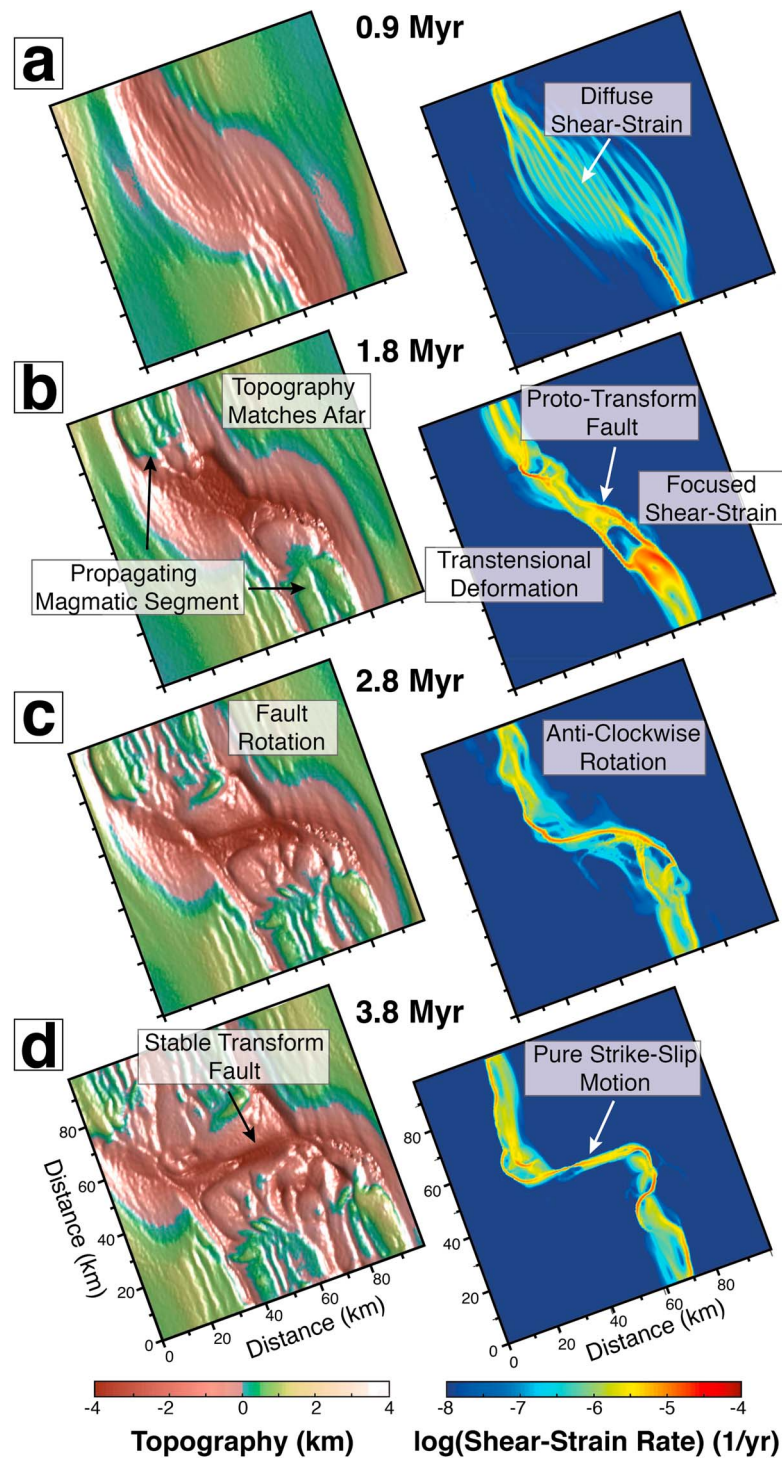 0.9 Myr
a
Diffuse
Shear-Strain
1.8 Myr
b
Topography
Matches Afar
Propagating
Magmatic Segment
Proto-Transform
Fault
Focused
Shear-Strain
Transtensional
Deformation
2.8 Myr
c
Fault
Rotation
Anti-Clockwise
Rotation
3.8 Myr
d
Stable Transform
Fault
Pure Strike-Slip
Motion
80
60
40
20
0
Distance (km)
0
20
40
60
80
Distance (km)
80
60
40
20
0
0
20
40
60
80
Distance (km)
-4 -2 0 2 4
Topography (km)
-8 -7 -6 -5 -4
log(Shear-Strain Rate) (1/yr)